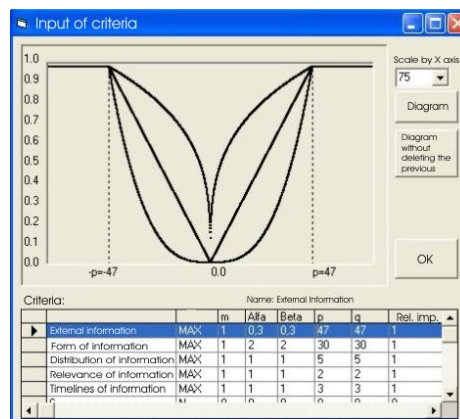 Input of criteria
1.0
0.9
0.8
0.7
0.6
0.5
0.4
0.3
0.2
0.1
0.0
-p=-47 0.0 p=47
Scale by X axis
75
Diagram
Diagram
without
deleting the
previous
OK
Criteria: Name: External Information
m Alfa Beta p q Rel. imp.
External information MAX 1 0,3 0,3 47 47 1
Form of information MAX 1 2 2 30 30 1
Distribution of information MAX 1 1 1 5 5 1
Relevance of information MAX 1 1 1 2 2 1
Timelines of information MAX 1 1 1 3 3 1